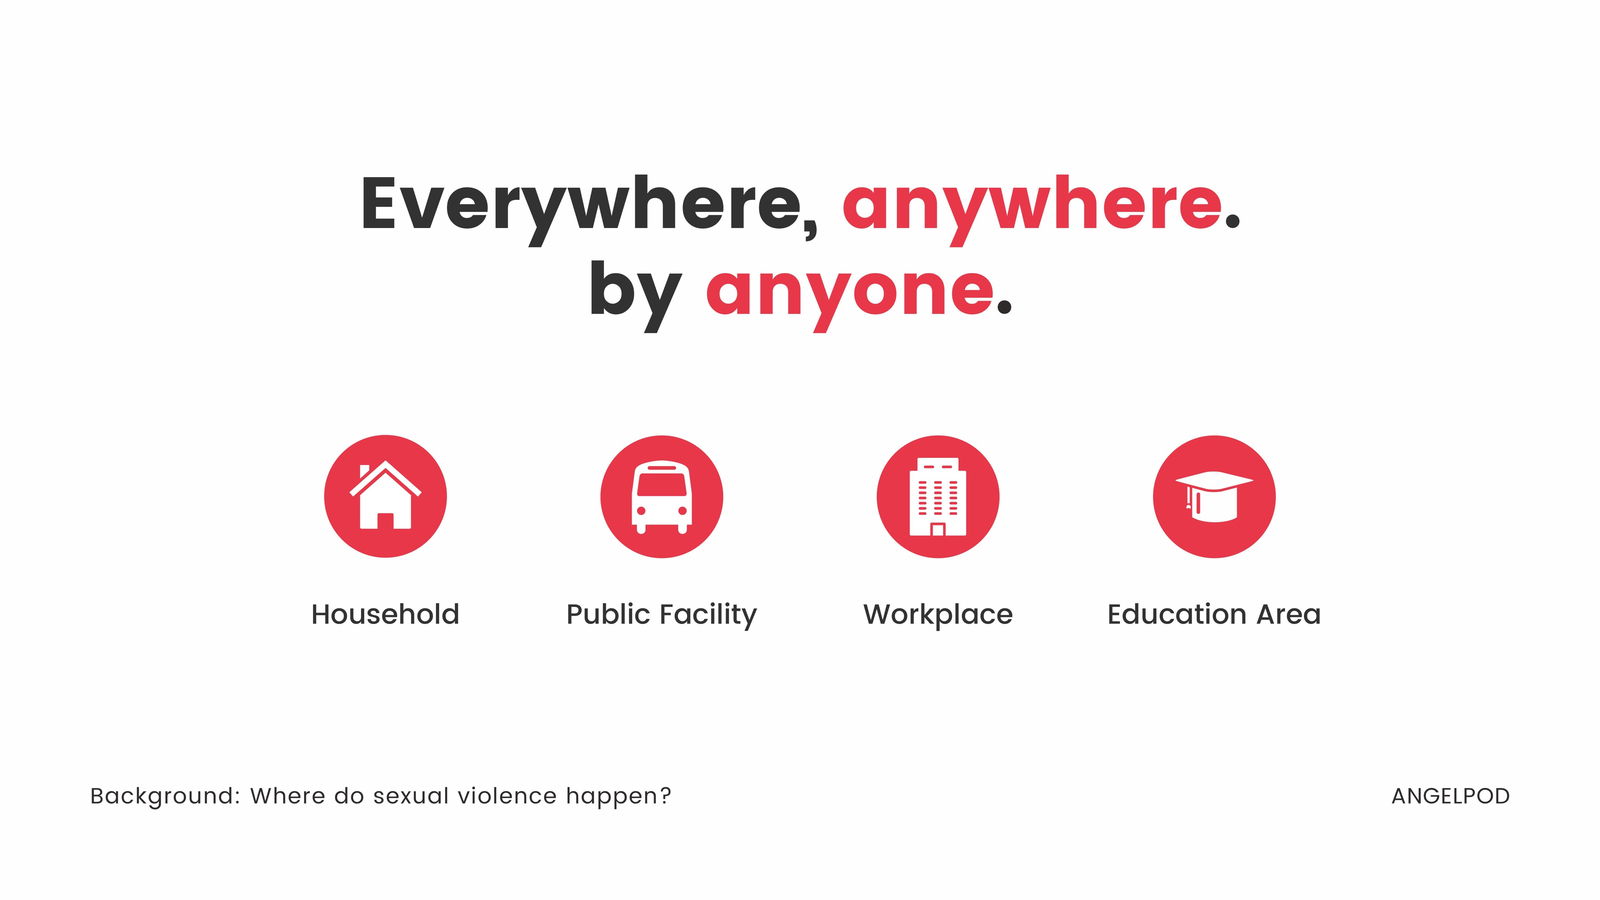 Everywhere, anywhere.
by anyone.
Household
Public Facility
Workplace
Education Area
Background: Where do sexual violence happen?
ANGELPOD